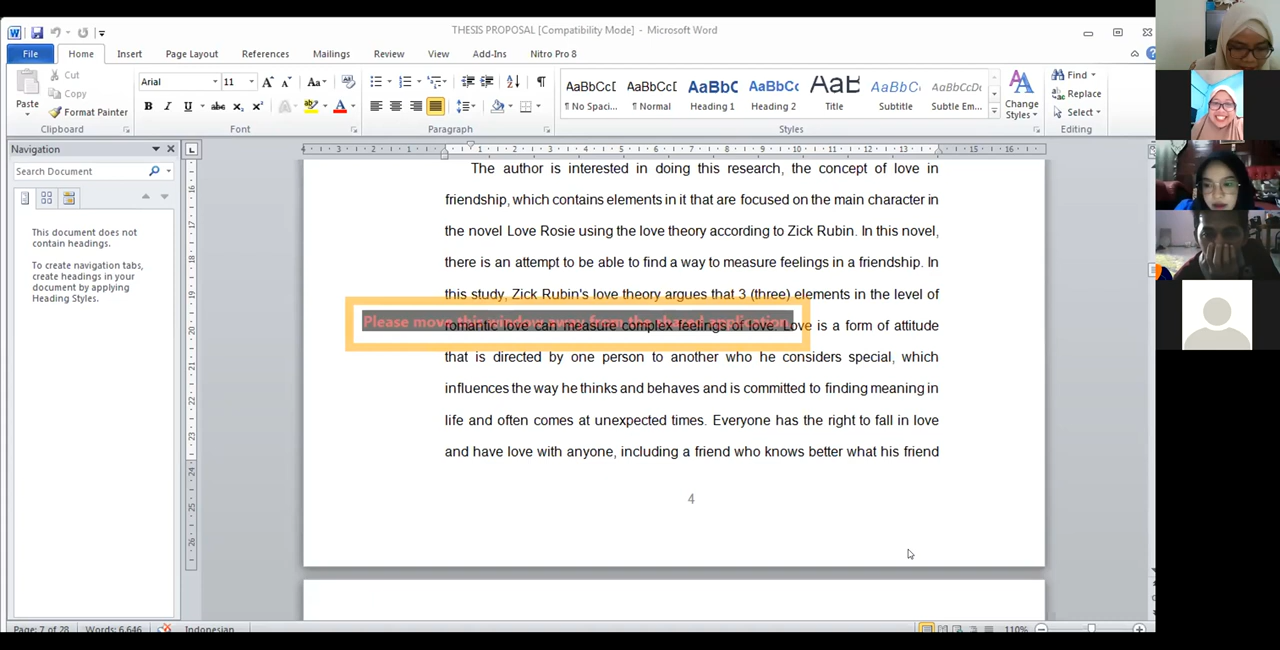 THESIS PROPOSAL [Compatibility Mode] - Microsoft Word
File Home Insert Page Layout References Mailings Review View Add-Ins Nitro Pro 8
Paste
Cut
Copy
Format Painter
Clipboard
Arial 11
Font
Paragraph
AaBbCcI AaBbCcI AaBbC AaBbCc AaB AaBbC. AaBbCcDc
¶ No Spaci... ¶ Normal Heading 1 Heading 2 Title Subtitle Subtle Em...
Change
Styles
Styles
Find
Replace
Select
Editing
Navigation
Search Document
This document does not
contain headings.
To create navigation tabs,
create headings in your
document by applying
Heading Styles.
The author is interested in doing this research, the concept of love in
friendship, which contains elements in it that are focused on the main character in
the novel Love Rosie using the love theory according to Zick Rubin. In this novel,
there is an attempt to be able to find a way to measure feelings in a friendship. In
this study, Zick Rubin's love theory argues that 3 (three) elements in the level of
Please move this window away from the shared application
romantic love can measure complex feelings of love. Love is a form of attitude
that is directed by one person to another who he considers special, which
influences the way he thinks and behaves and is committed to finding meaning in
life and often comes at unexpected times. Everyone has the right to fall in love
and have love with anyone, including a friend who knows better what his friend
4
Page: 7 of 28 Words: 6,646 Indonesian 110%